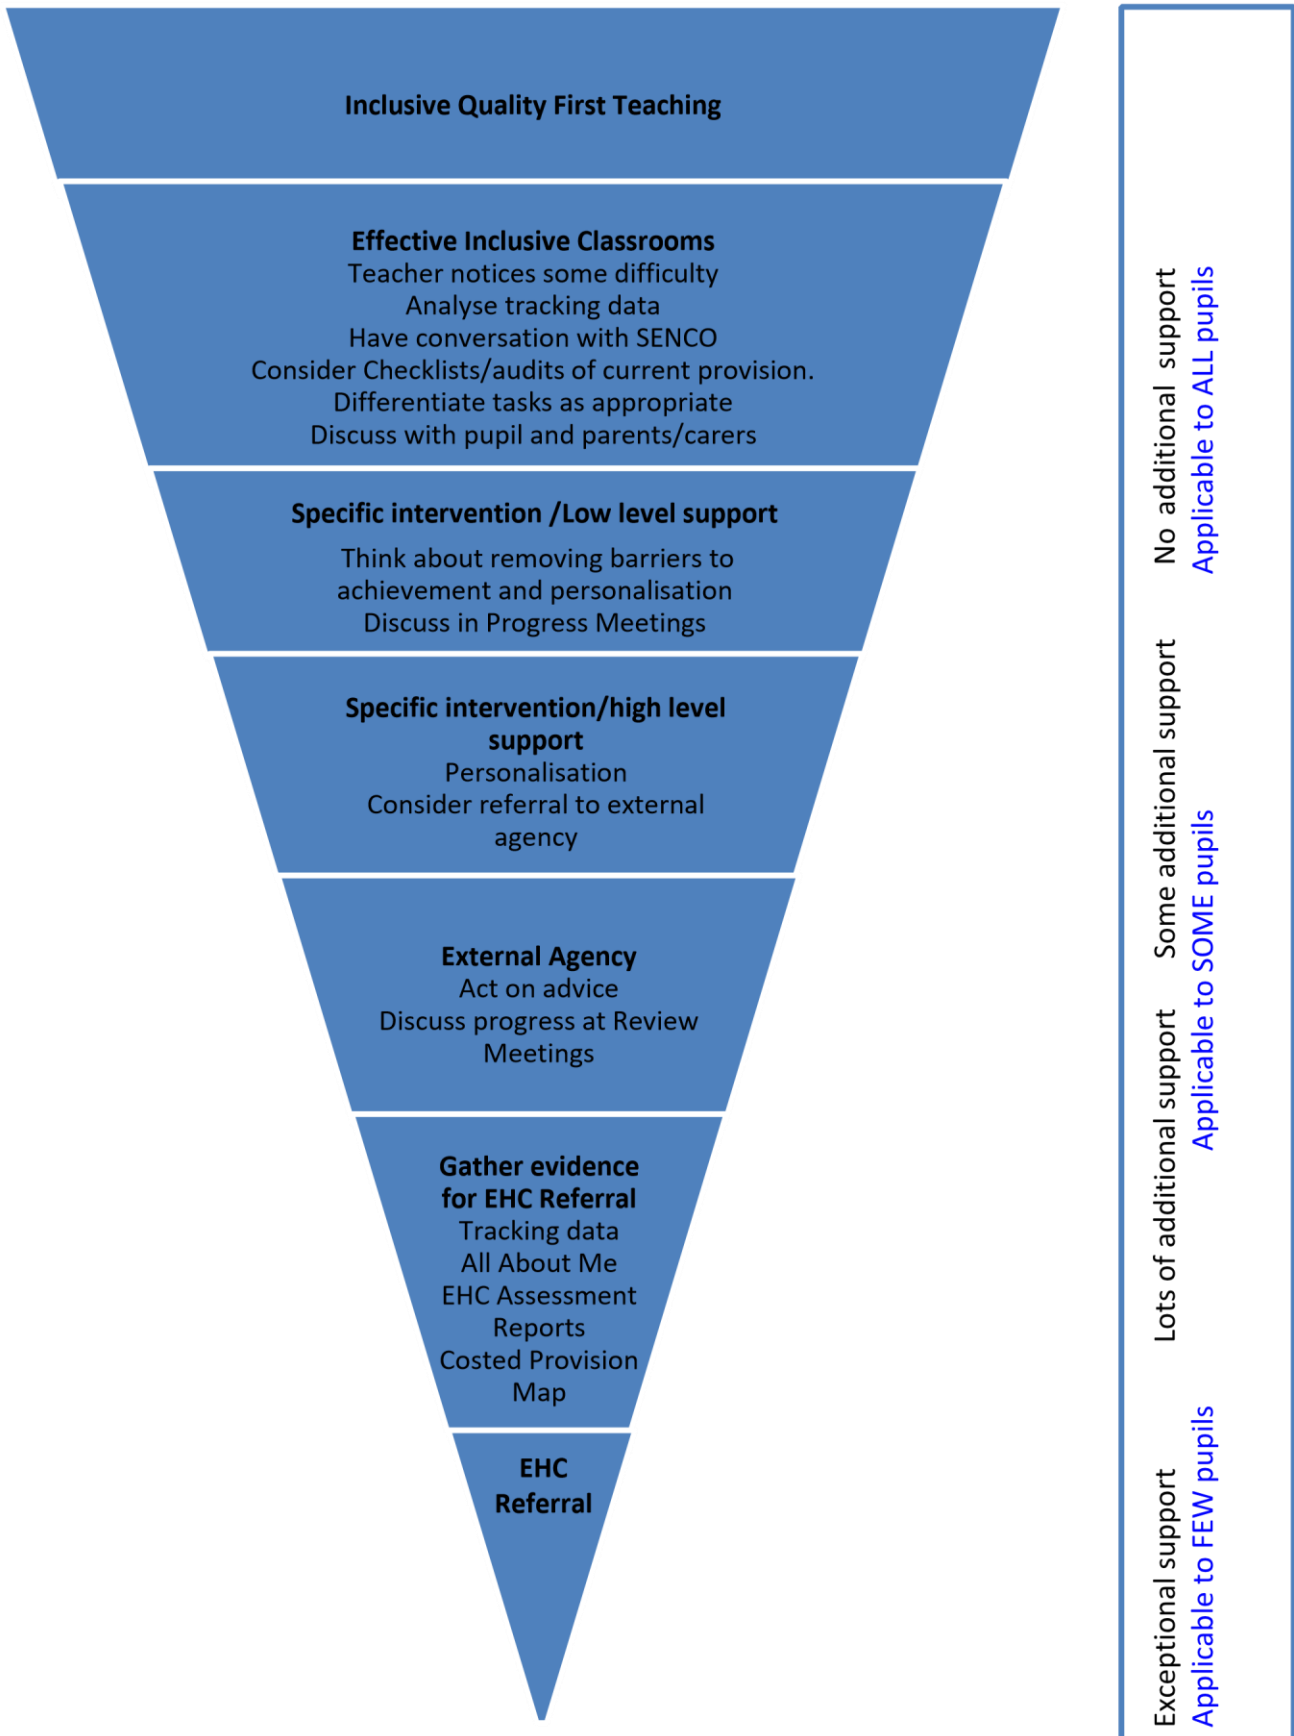 Inclusive Quality First Teaching
Effective Inclusive Classrooms
Teacher notices some difficulty
Analyse tracking data
Have conversation with SENCO
Consider Checklists/audits of current provision.
Differentiate tasks as appropriate
Discuss with pupil and parents/carers
Specific intervention /Low level support
Think about removing barriers to
achievement and personalisation
Discuss in Progress Meetings
Specific intervention/high level
support
Personalisation
Consider referral to external
agency
External Agency
Act on advice
Discuss progress at Review
Meetings
Gather evidence
for EHC Referral
Tracking data
All About Me
EHC Assessment
Reports
Costed Provision
Map
EHC
Referral
Exceptional support    Lots of additional support    Some additional support    No additional support
Applicable to FEW pupils    Applicable to SOME pupils    Applicable to ALL pupils